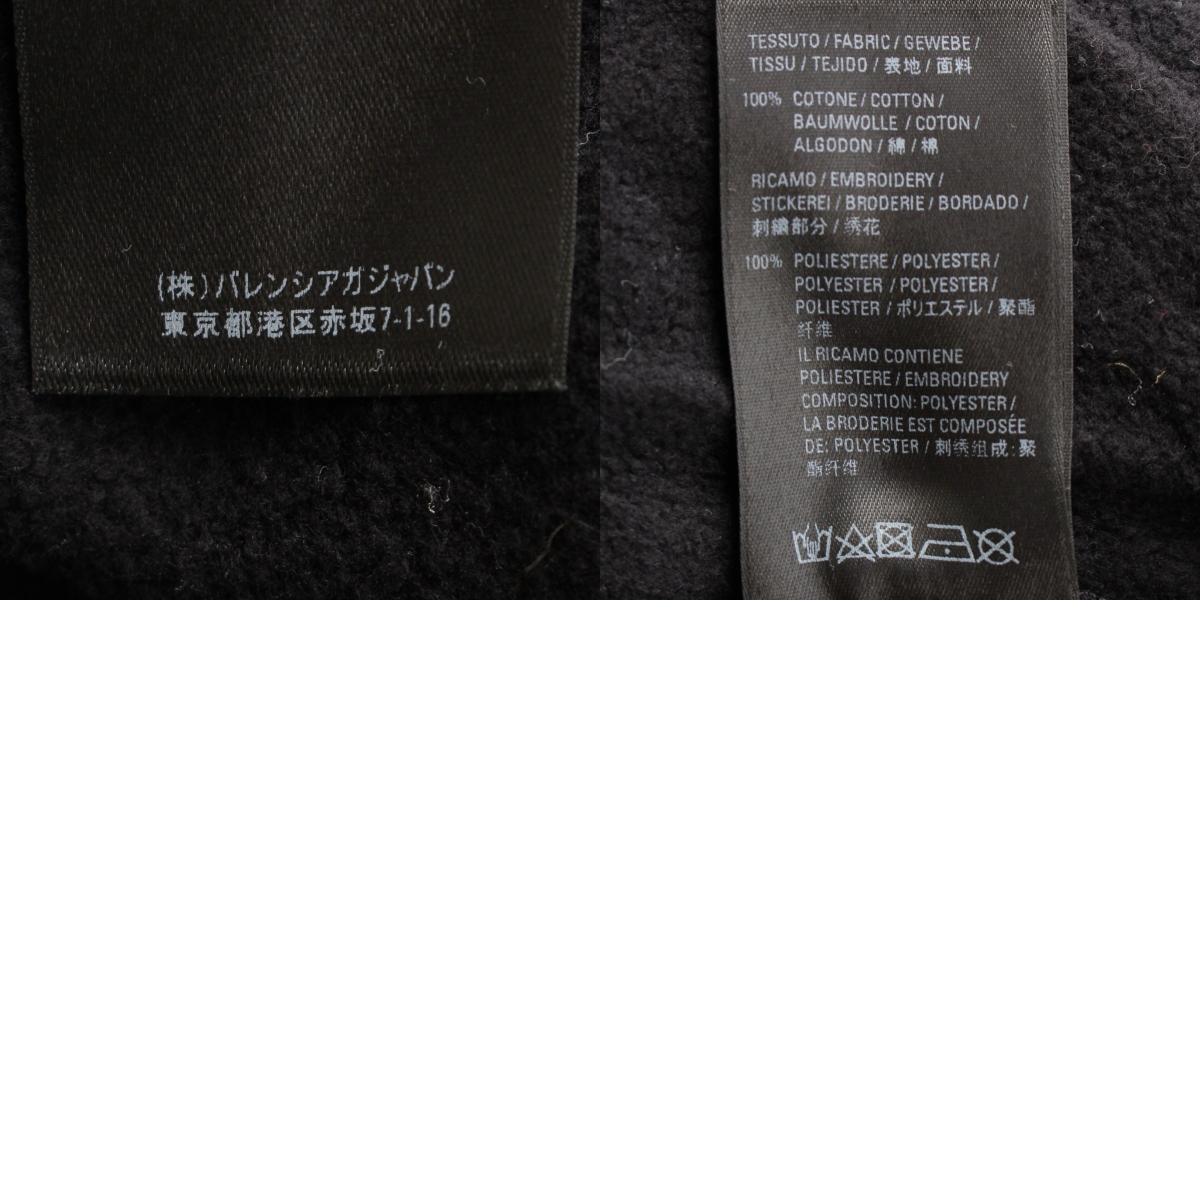 (株)バレンシアガジャパン
東京都港区赤坂7-1-16
TESSUTO / FABRIC / GEWEBE /
TISSU / TEJIDO / 表地 / 面料
100% COTONE / COTTON /
BAUMWOLLE / COTON /
ALGODON / 綿 / 棉
RICAMO / EMBROIDERY /
STICKEREI / BRODERIE / BORDADO /
刺繍部分 / 绣花
100% POLIESTERE / POLYESTER /
POLYESTER / POLYESTER /
POLIESTER / ポリエステル / 聚酯
纤维
IL RICAMO CONTIENE
POLIESTERE / EMBROIDERY
COMPOSITION: POLYESTER /
LA BRODERIE EST COMPOSÉE
DE: POLYESTER / 刺绣组成: 聚
酯纤维